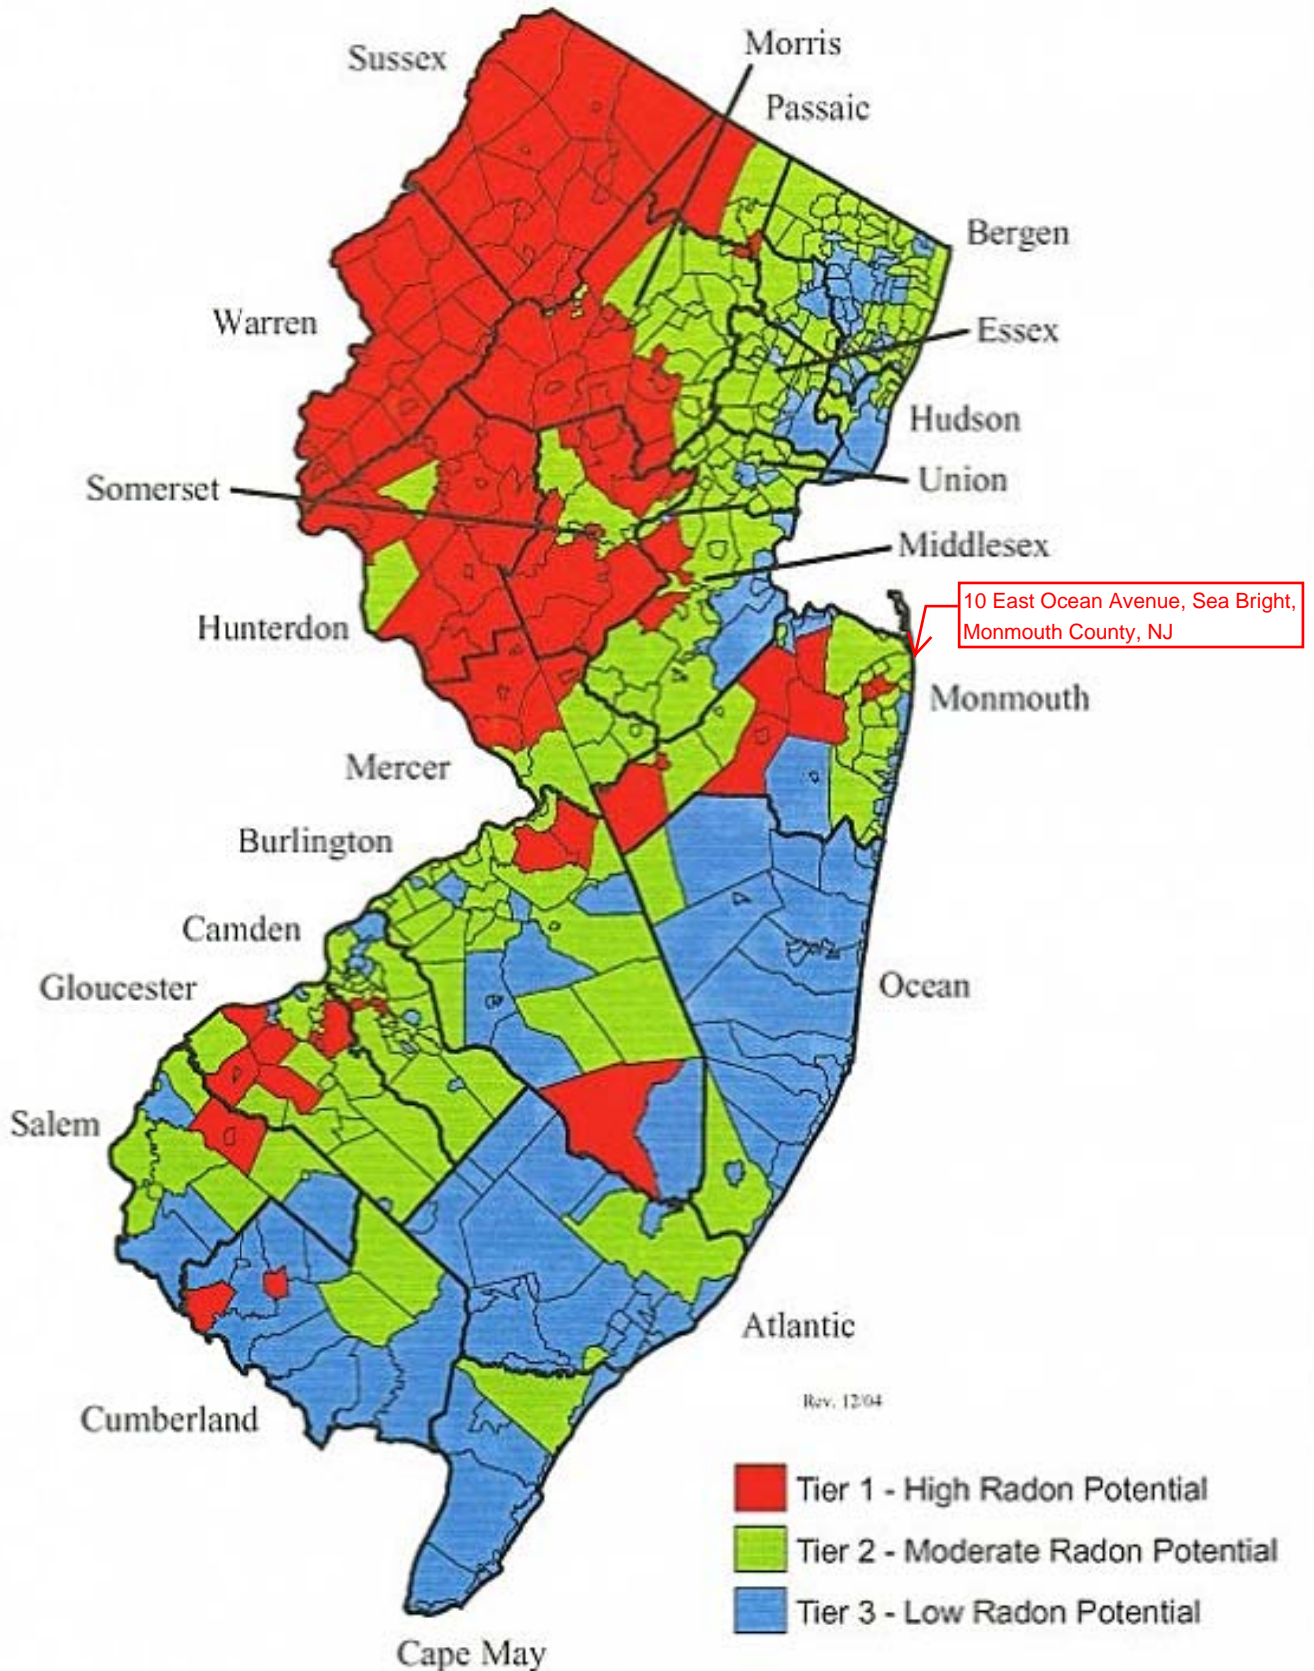 Sussex
Morris
Passaic
Bergen
Warren
Essex
Hudson
Somerset
Union
Middlesex
10 East Ocean Avenue, Sea Bright,
Monmouth County, NJ
Hunterdon
Monmouth
Mercer
Burlington
Camden
Gloucester
Ocean
Salem
Atlantic
Rev. 12/04
Cumberland
Tier 1 - High Radon Potential
Tier 2 - Moderate Radon Potential
Tier 3 - Low Radon Potential
Cape May